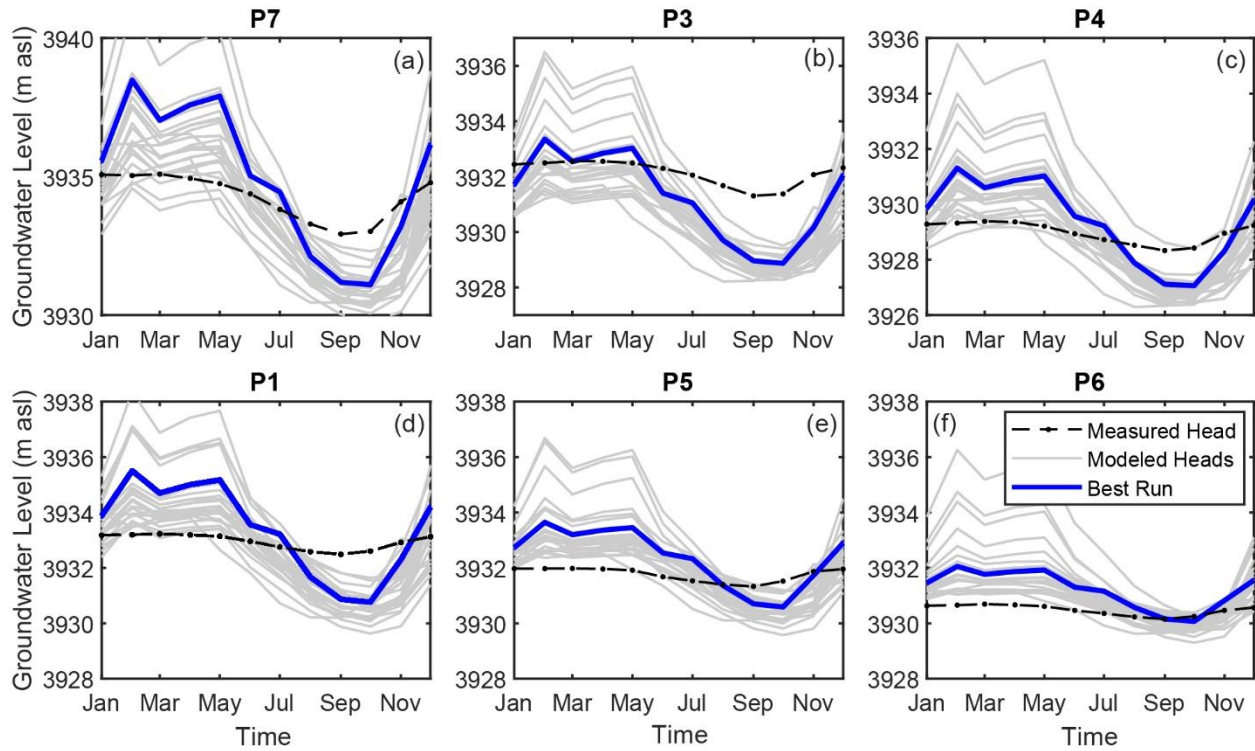 P7
P3
P4
Groundwater Level (m asl)
3940
3935
3930
(a)
Jan Mar May Jul Sep Nov
3936
3934
3932
3930
3928
(b)
Jan Mar May Jul Sep Nov
3936
3934
3932
3930
3928
3926
(c)
Jan Mar May Jul Sep Nov
P1
P5
P6
Groundwater Level (m asl)
3938
3936
3934
3932
3930
3928
(d)
Jan Mar May Jul Sep Nov
Time
3938
3936
3934
3932
3930
3928
(e)
Jan Mar May Jul Sep Nov
Time
3938
3936
3934
3932
3930
3928
(f)
Measured Head
Modeled Heads
Best Run
Jan Mar May Jul Sep Nov
Time